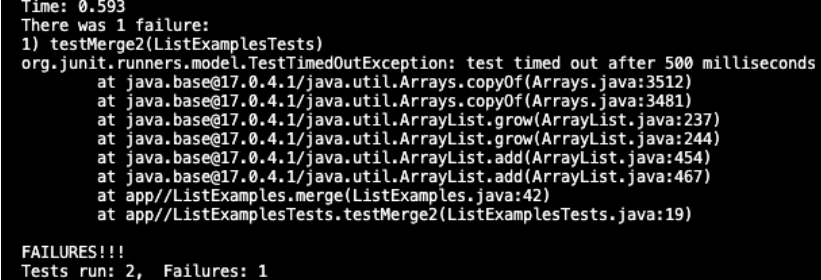 Time: 0.593
There was 1 failure:
1) testMerge2(ListExamplesTests)
org.junit.runners.model.TestTimedOutException: test timed out after 500 milliseconds
        at java.base@17.0.4.1/java.util.Arrays.copyOf(Arrays.java:3512)
        at java.base@17.0.4.1/java.util.Arrays.copyOf(Arrays.java:3481)
        at java.base@17.0.4.1/java.util.ArrayList.grow(ArrayList.java:237)
        at java.base@17.0.4.1/java.util.ArrayList.grow(ArrayList.java:244)
        at java.base@17.0.4.1/java.util.ArrayList.add(ArrayList.java:454)
        at java.base@17.0.4.1/java.util.ArrayList.add(ArrayList.java:467)
        at app//ListExamples.merge(ListExamples.java:42)
        at app//ListExamplesTests.testMerge2(ListExamplesTests.java:19)
FAILURES!!!
Tests run: 2,  Failures: 1